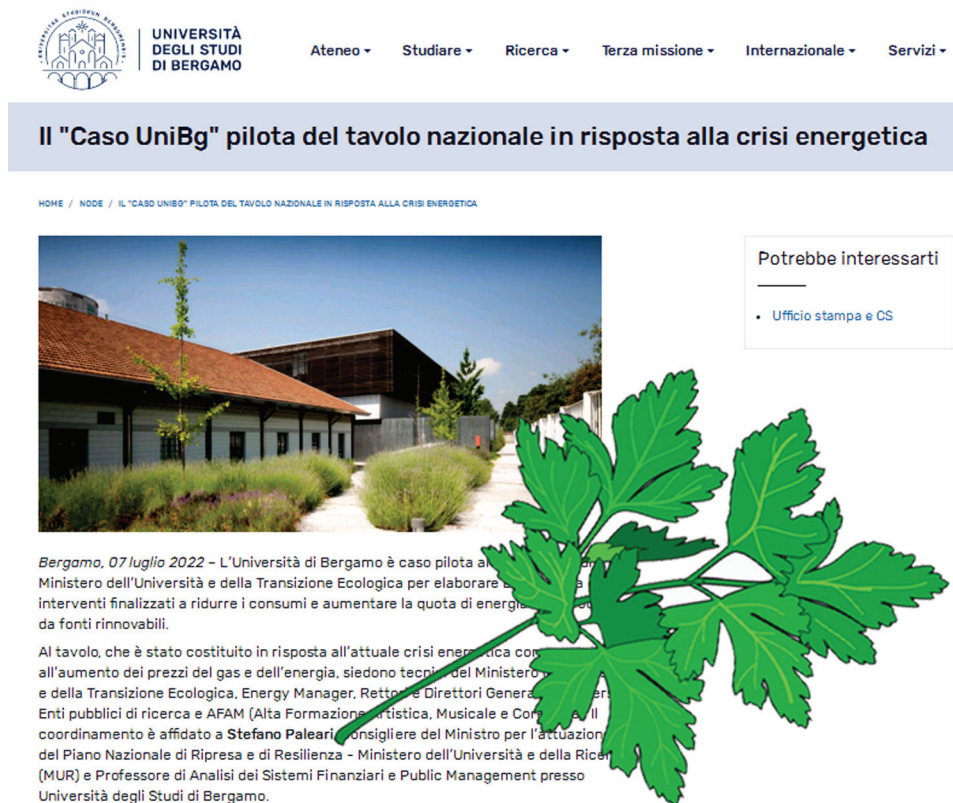 UNIVERSITÀ
DEGLI STUDI
DI BERGAMO
Ateneo Studiare Ricerca Terza missione Internazionale Servizi
Il "Caso UniBg" pilota del tavolo nazionale in risposta alla crisi energetica
HOME / NODE / IL "CASO UNIBG" PILOTA DEL TAVOLO NAZIONALE IN RISPOSTA ALLA CRISI ENERGETICA
Potrebbe interessarti
• Ufficio stampa e CS
Bergamo, 07 luglio 2022 – L'Università di Bergamo è caso pilota
Ministero dell'Università e della Transizione Ecologica per elaborare
interventi finalizzati a ridurre i consumi e aumentare la quota di energia
da fonti rinnovabili.
Al tavolo, che è stato costituito in risposta all'attuale crisi energetica
all'aumento dei prezzi del gas e dell'energia, siedono tecnici del Ministero
e della Transizione Ecologica, Energy Manager, Rettori e Direttori
Enti pubblici di ricerca e AFAM (Alta Formazione Artistica, Musicale e Il
coordinamento è affidato a Stefano Paleari, Consigliere del Ministro per l'attuazione
del Piano Nazionale di Ripresa e di Resilienza – Ministero dell'Università e della
(MUR) e Professore di Analisi dei Sistemi Finanziari e Public Management presso
Università degli Studi di Bergamo.